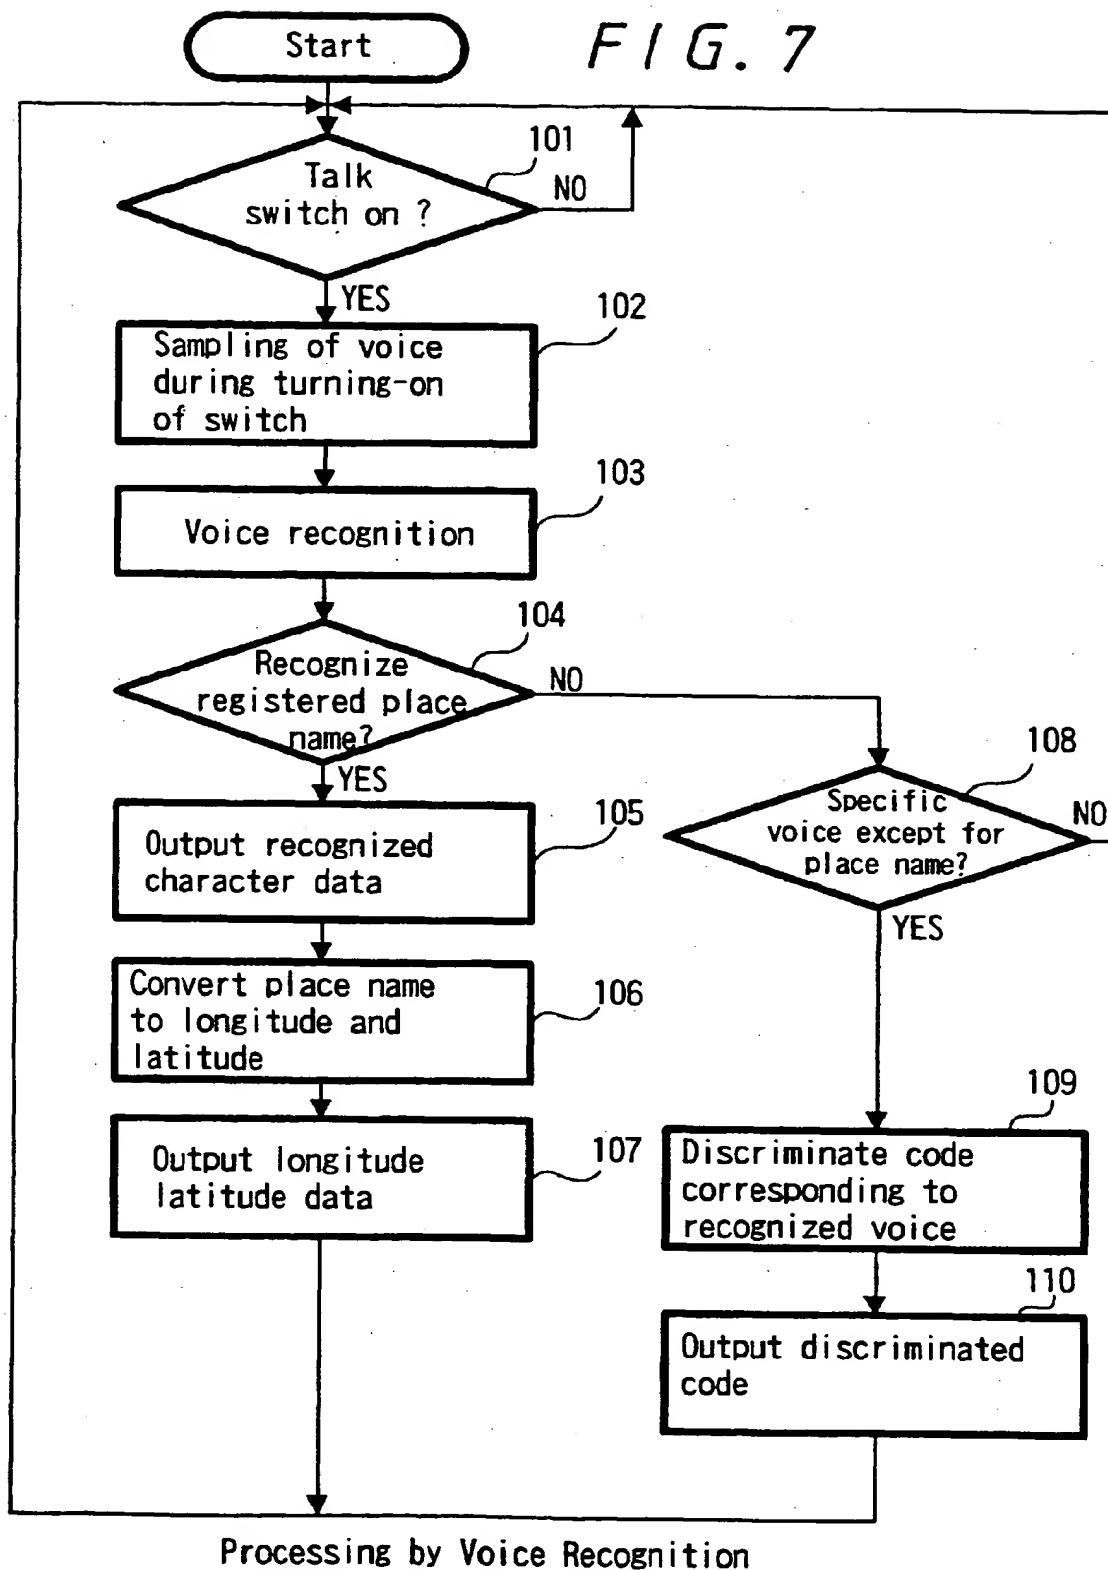 Start
FIG. 7
101
Talk
switch on ?
NO
YES
102
Sampling of voice
during turning-on
of switch
103
Voice recognition
104
Recognize
registered place
name?
NO
YES
105
Output recognized
character data
106
Convert place name
to longitude and
latitude
107
Output longitude
latitude data
108
Specific
voice except for
place name?
NO
YES
109
Discriminate code
corresponding to
recognized voice
110
Output discriminated
code
Processing by Voice Recognition